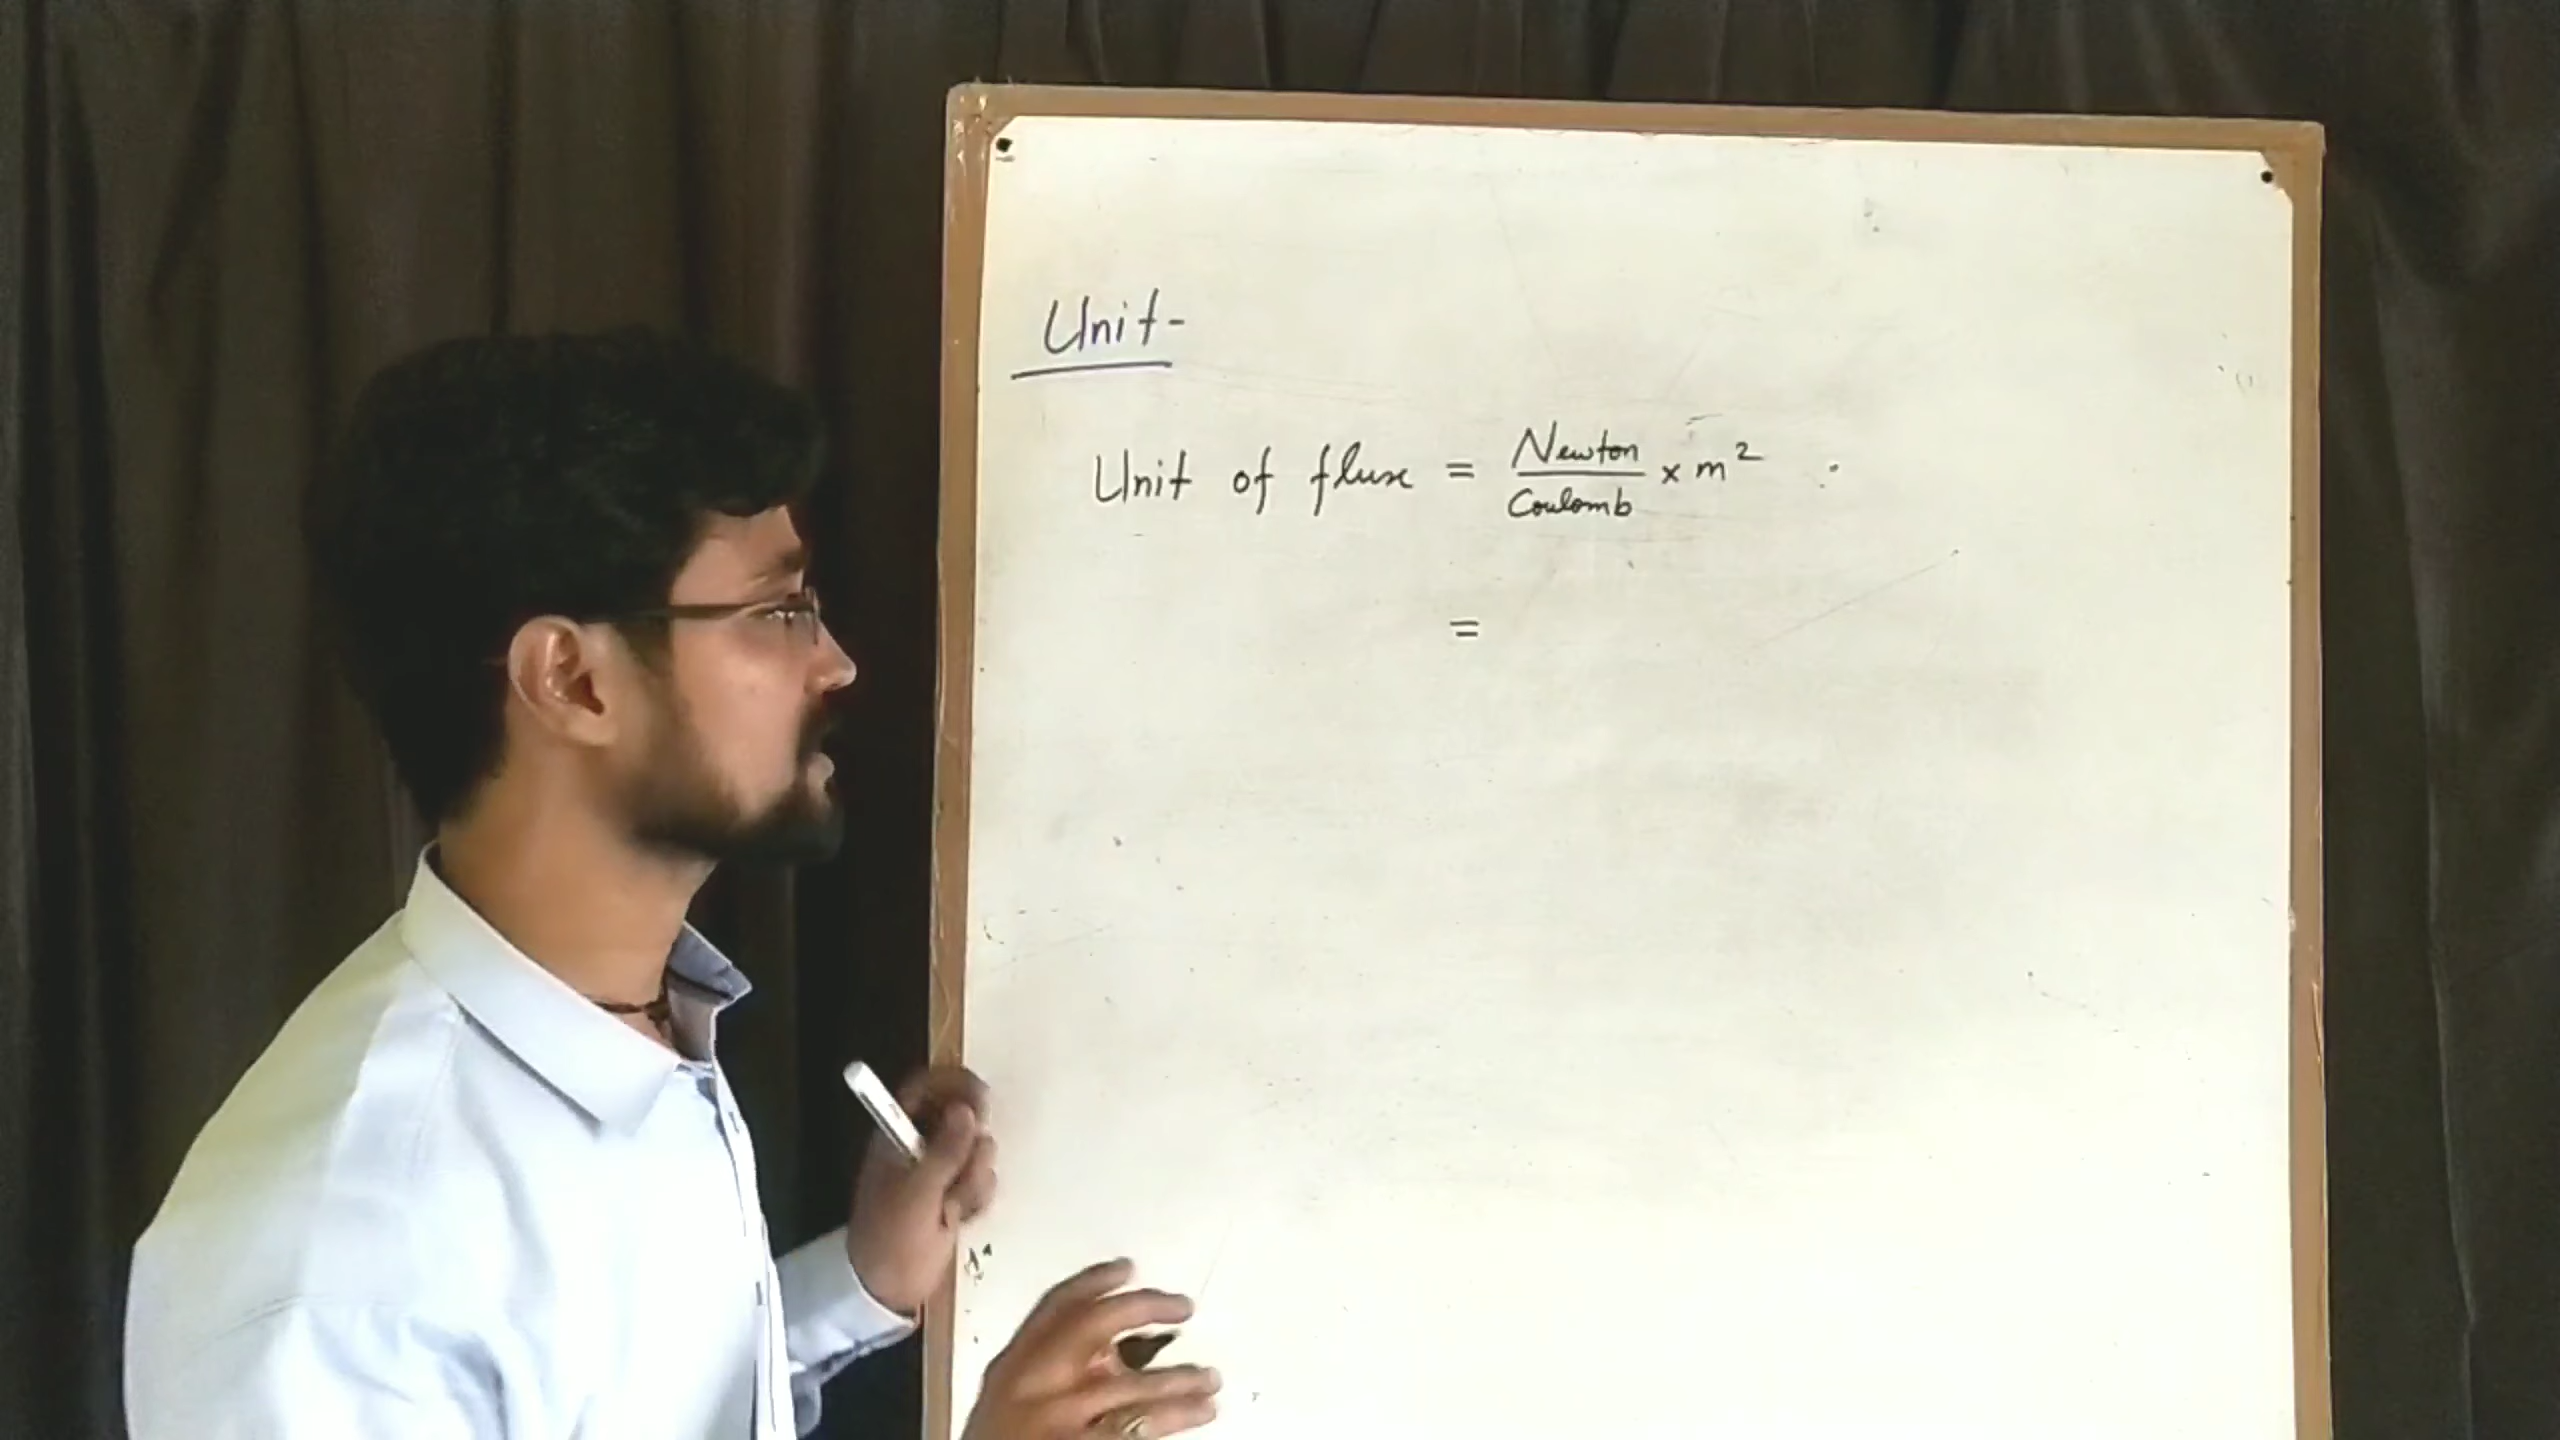 Unit-
Unit of flux = Newton/Coulomb × m²
=